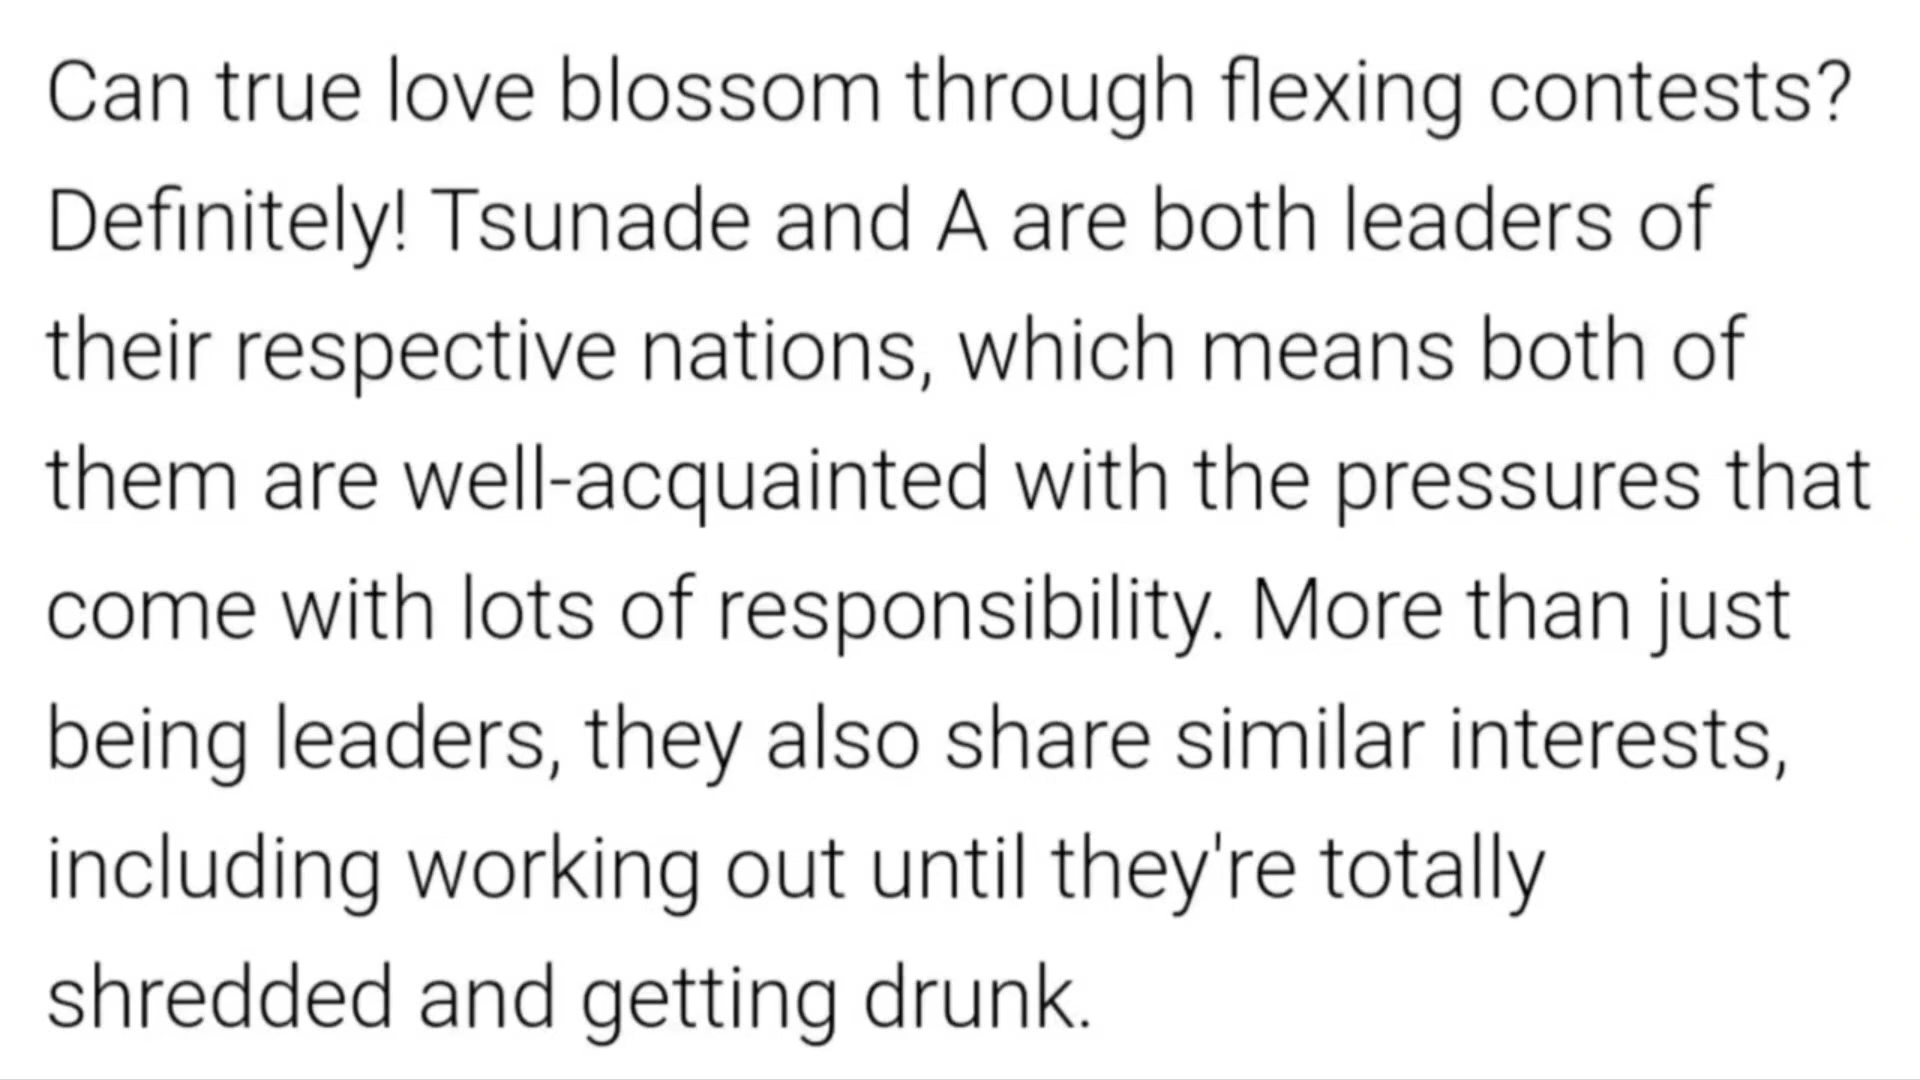 Can true love blossom through flexing contests?
Definitely! Tsunade and A are both leaders of
their respective nations, which means both of
them are well-acquainted with the pressures that
come with lots of responsibility. More than just
being leaders, they also share similar interests,
including working out until they're totally
shredded and getting drunk.